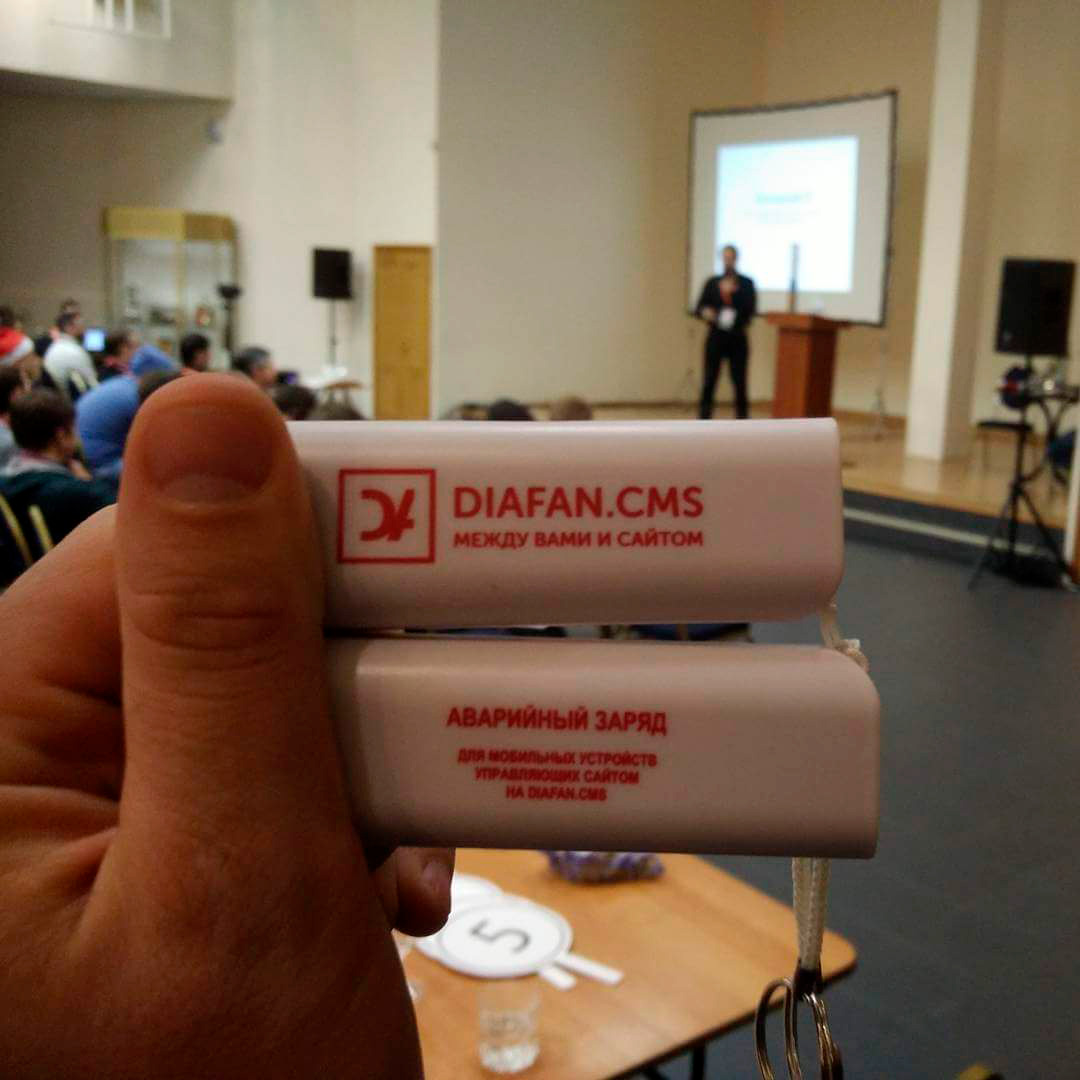 DIAFAN.CMS
МЕЖДУ ВАМИ И САЙТОМ
АВАРИЙНЫЙ ЗАРЯД
ДЛЯ МОБИЛЬНЫХ УСТРОЙСТВ
УПРАВЛЯЮЩИХ САЙТОМ
НА DIAFAN.CMS
5